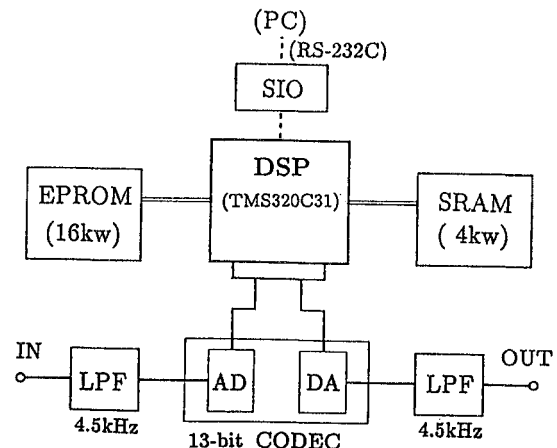 (PC)
(RS-232C)
SIO
DSP
(TMS320C31)
EPROM
(16kw)
SRAM
( 4kw)
IN
LPF
4.5kHz
AD
DA
13-bit CODEC
LPF
4.5kHz
OUT